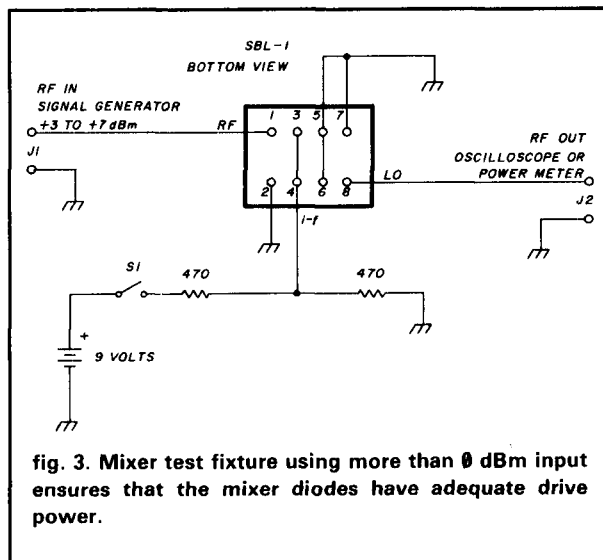 SBL-1
BOTTOM VIEW
RF IN
SIGNAL GENERATOR
+3 TO +7 dBm
RF
1 3 5 7
J1
2 4 6 8
LO
RF OUT
OSCILLOSCOPE OR
POWER METER
J2
i-f
S1
470
470
+
9 VOLTS
fig. 3. Mixer test fixture using more than 0 dBm input
ensures that the mixer diodes have adequate drive
power.